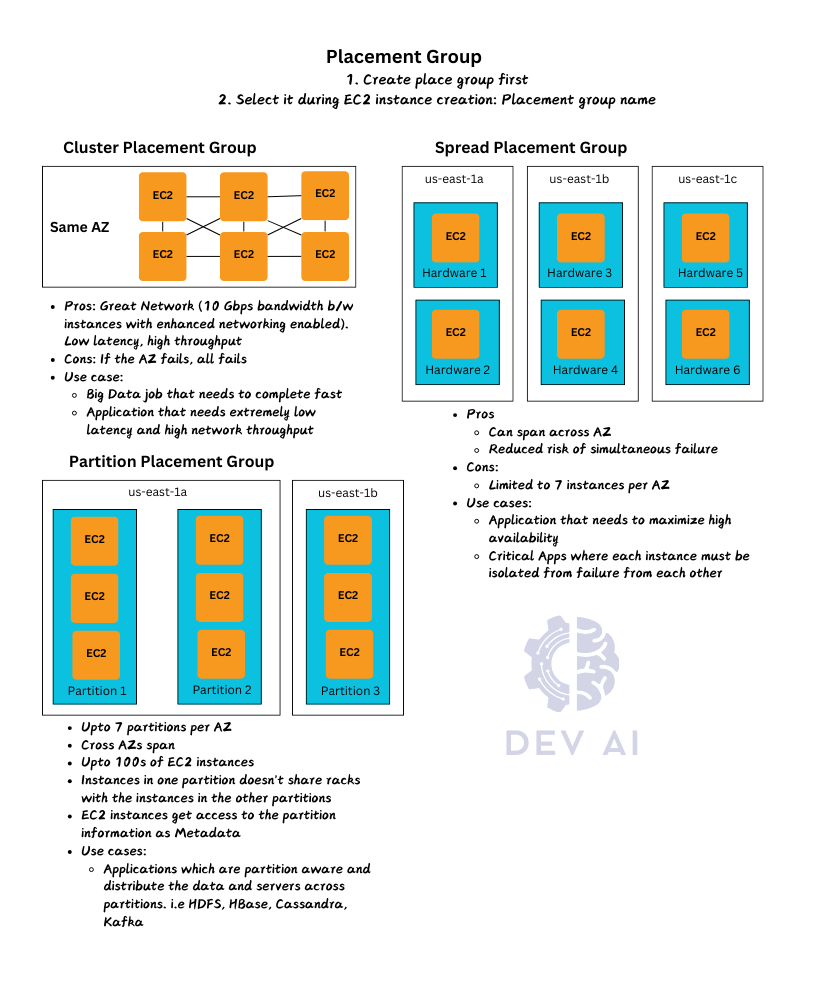 Placement Group
1. Create place group first
2. Select it during EC2 instance creation: Placement group name
Cluster Placement Group
Same AZ
EC2 EC2 EC2
EC2 EC2 EC2
• Pros: Great Network (10 Gbps bandwidth b/w
instances with enhanced networking enabled).
Low latency, high throughput
• Cons: If the AZ fails, all fails
• Use case:
◦ Big Data job that needs to complete fast
◦ Application that needs extremely low
latency and high network throughput
Spread Placement Group
us-east-1a us-east-1b us-east-1c
EC2 EC2 EC2
Hardware 1 Hardware 3 Hardware 5
EC2 EC2 EC2
Hardware 2 Hardware 4 Hardware 6
• Pros
◦ Can span across AZ
◦ Reduced risk of simultaneous failure
• Cons:
◦ Limited to 7 instances per AZ
• Use cases:
◦ Application that needs to maximize high
availability
◦ Critical Apps where each instance must be
isolated from failure from each other
Partition Placement Group
us-east-1a us-east-1b
EC2 EC2 EC2
EC2 EC2 EC2
EC2 EC2 EC2
Partition 1 Partition 2 Partition 3
• Upto 7 partitions per AZ
• Cross AZs span
• Upto 100s of EC2 instances
• Instances in one partition doesn't share racks
with the instances in the other partitions
• EC2 instances get access to the partition
information as Metadata
• Use cases:
◦ Applications which are partition aware and
distribute the data and servers across
partitions. i.e HDFS, HBase, Cassandra,
Kafka
DEV AI